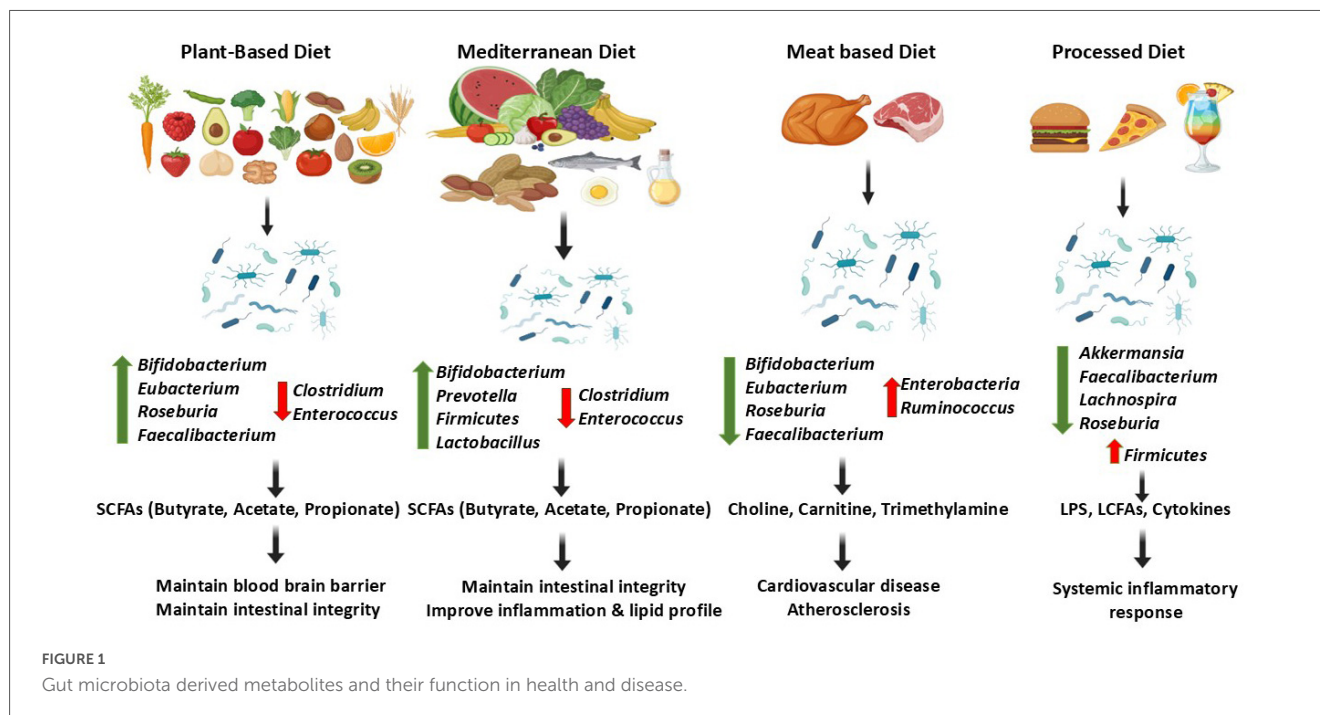 Plant-Based Diet
Mediterranean Diet
Meat based Diet
Processed Diet
Bifidobacterium
Eubacterium
Roseburia
Faecalibacterium
Clostridium
Enterococcus
Bifidobacterium
Prevotella
Firmicutes
Lactobacillus
Clostridium
Enterococcus
Bifidobacterium
Eubacterium
Roseburia
Faecalibacterium
Enterobacteria
Ruminococcus
Akkermansia
Faecalibacterium
Lachnospira
Roseburia
Firmicutes
SCFAs (Butyrate, Acetate, Propionate)
SCFAs (Butyrate, Acetate, Propionate)
Choline, Carnitine, Trimethylamine
LPS, LCFAs, Cytokines
Maintain blood brain barrier
Maintain intestinal integrity
Maintain intestinal integrity
Improve inflammation & lipid profile
Cardiovascular disease
Atherosclerosis
Systemic inflammatory
response
FIGURE 1
Gut microbiota derived metabolites and their function in health and disease.